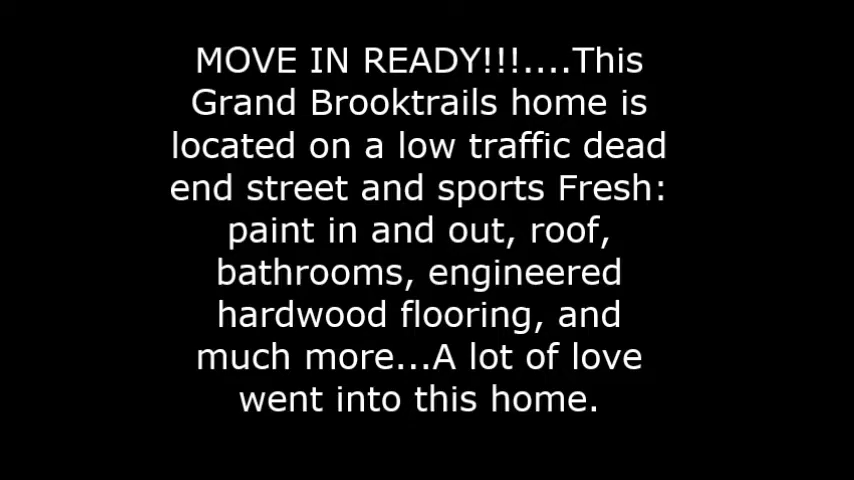 MOVE IN READY!!!....This
Grand Brooktrails home is
located on a low traffic dead
end street and sports Fresh:
paint in and out, roof,
bathrooms, engineered
hardwood flooring, and
much more...A lot of love
went into this home.